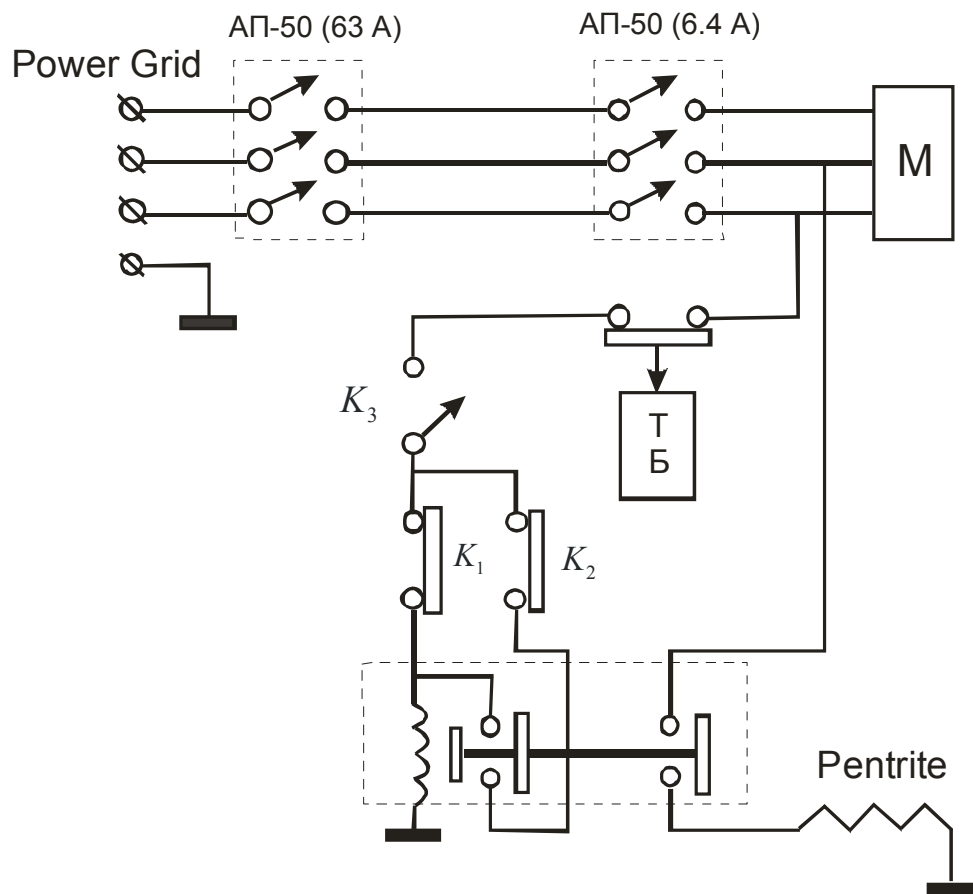 АП-50 (63 А)
АП-50 (6.4 А)
Power Grid
М
K₃
Т
Б
K₁
K₂
Pentrite